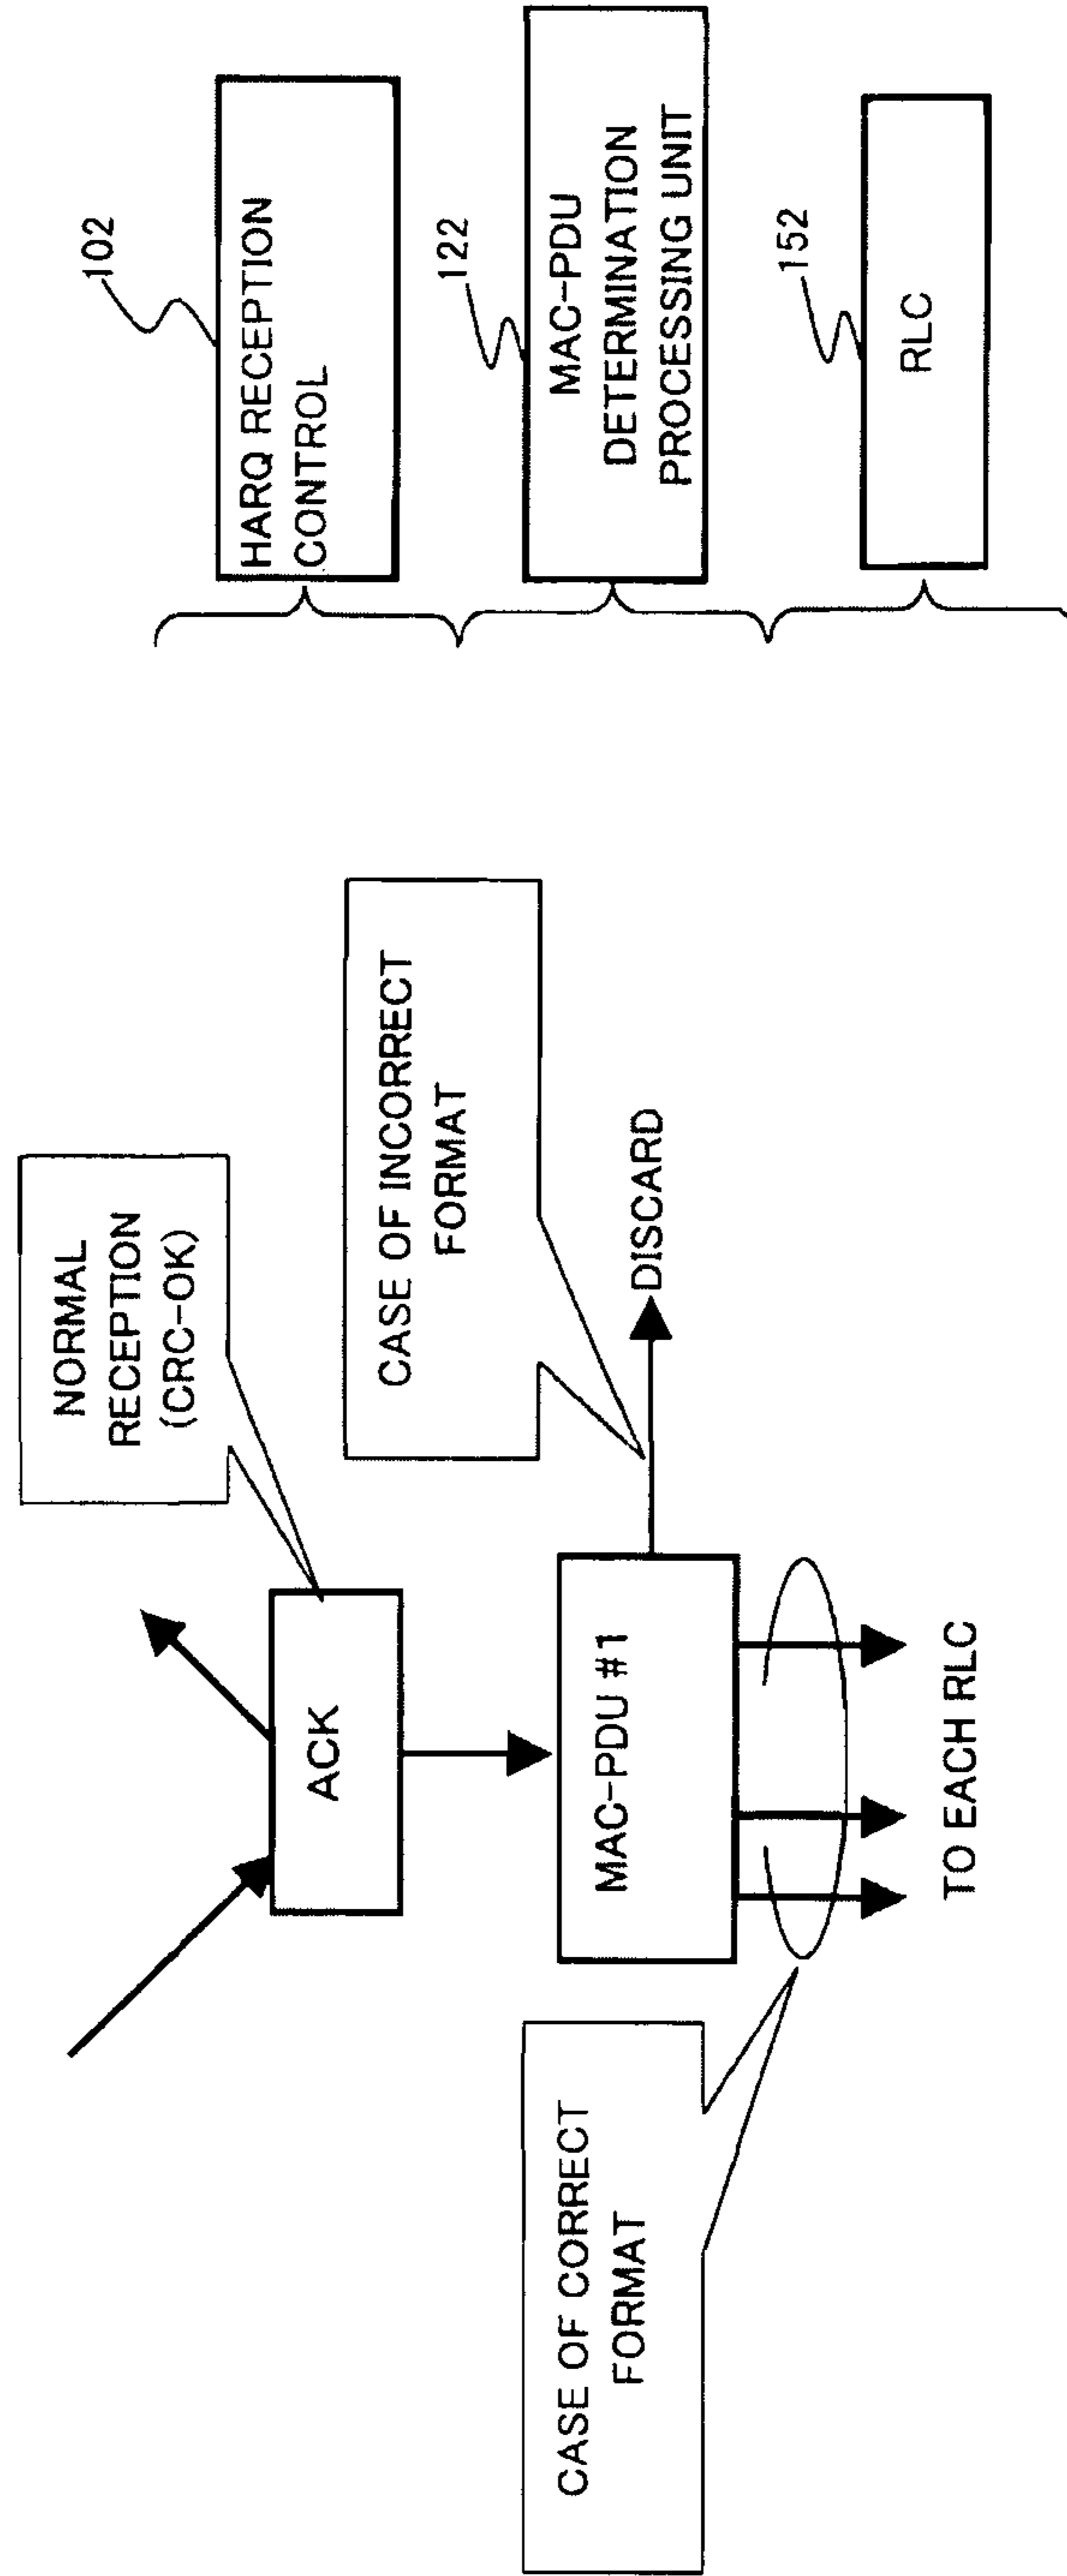 NORMAL
RECEPTION
(CRC-OK)
ACK
HARQ RECEPTION
CONTROL
102
CASE OF INCORRECT
FORMAT
CASE OF CORRECT
FORMAT
MAC-PDU #1
DISCARD
MAC-PDU
DETERMINATION
PROCESSING UNIT
122
TO EACH RLC
RLC
152